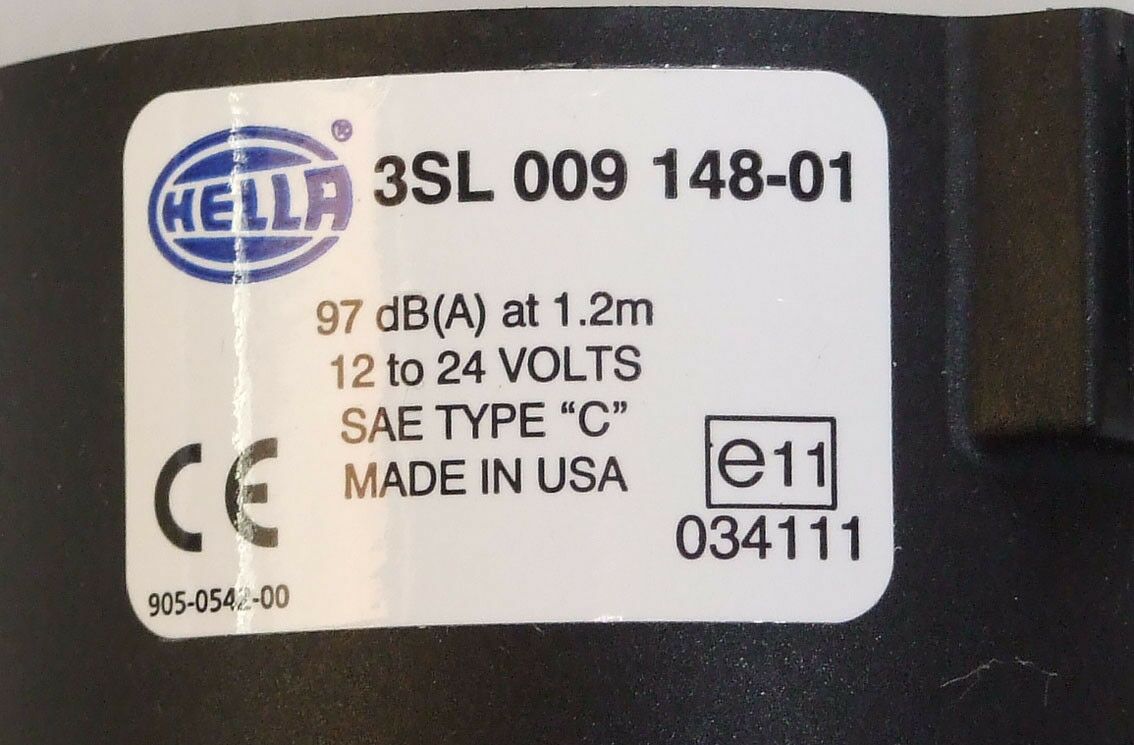 HELLA ®
3SL 009 148-01
97 dB(A) at 1.2m
12 to 24 VOLTS
SAE TYPE “C”
MADE IN USA
CE
e11
034111
905-0542-00